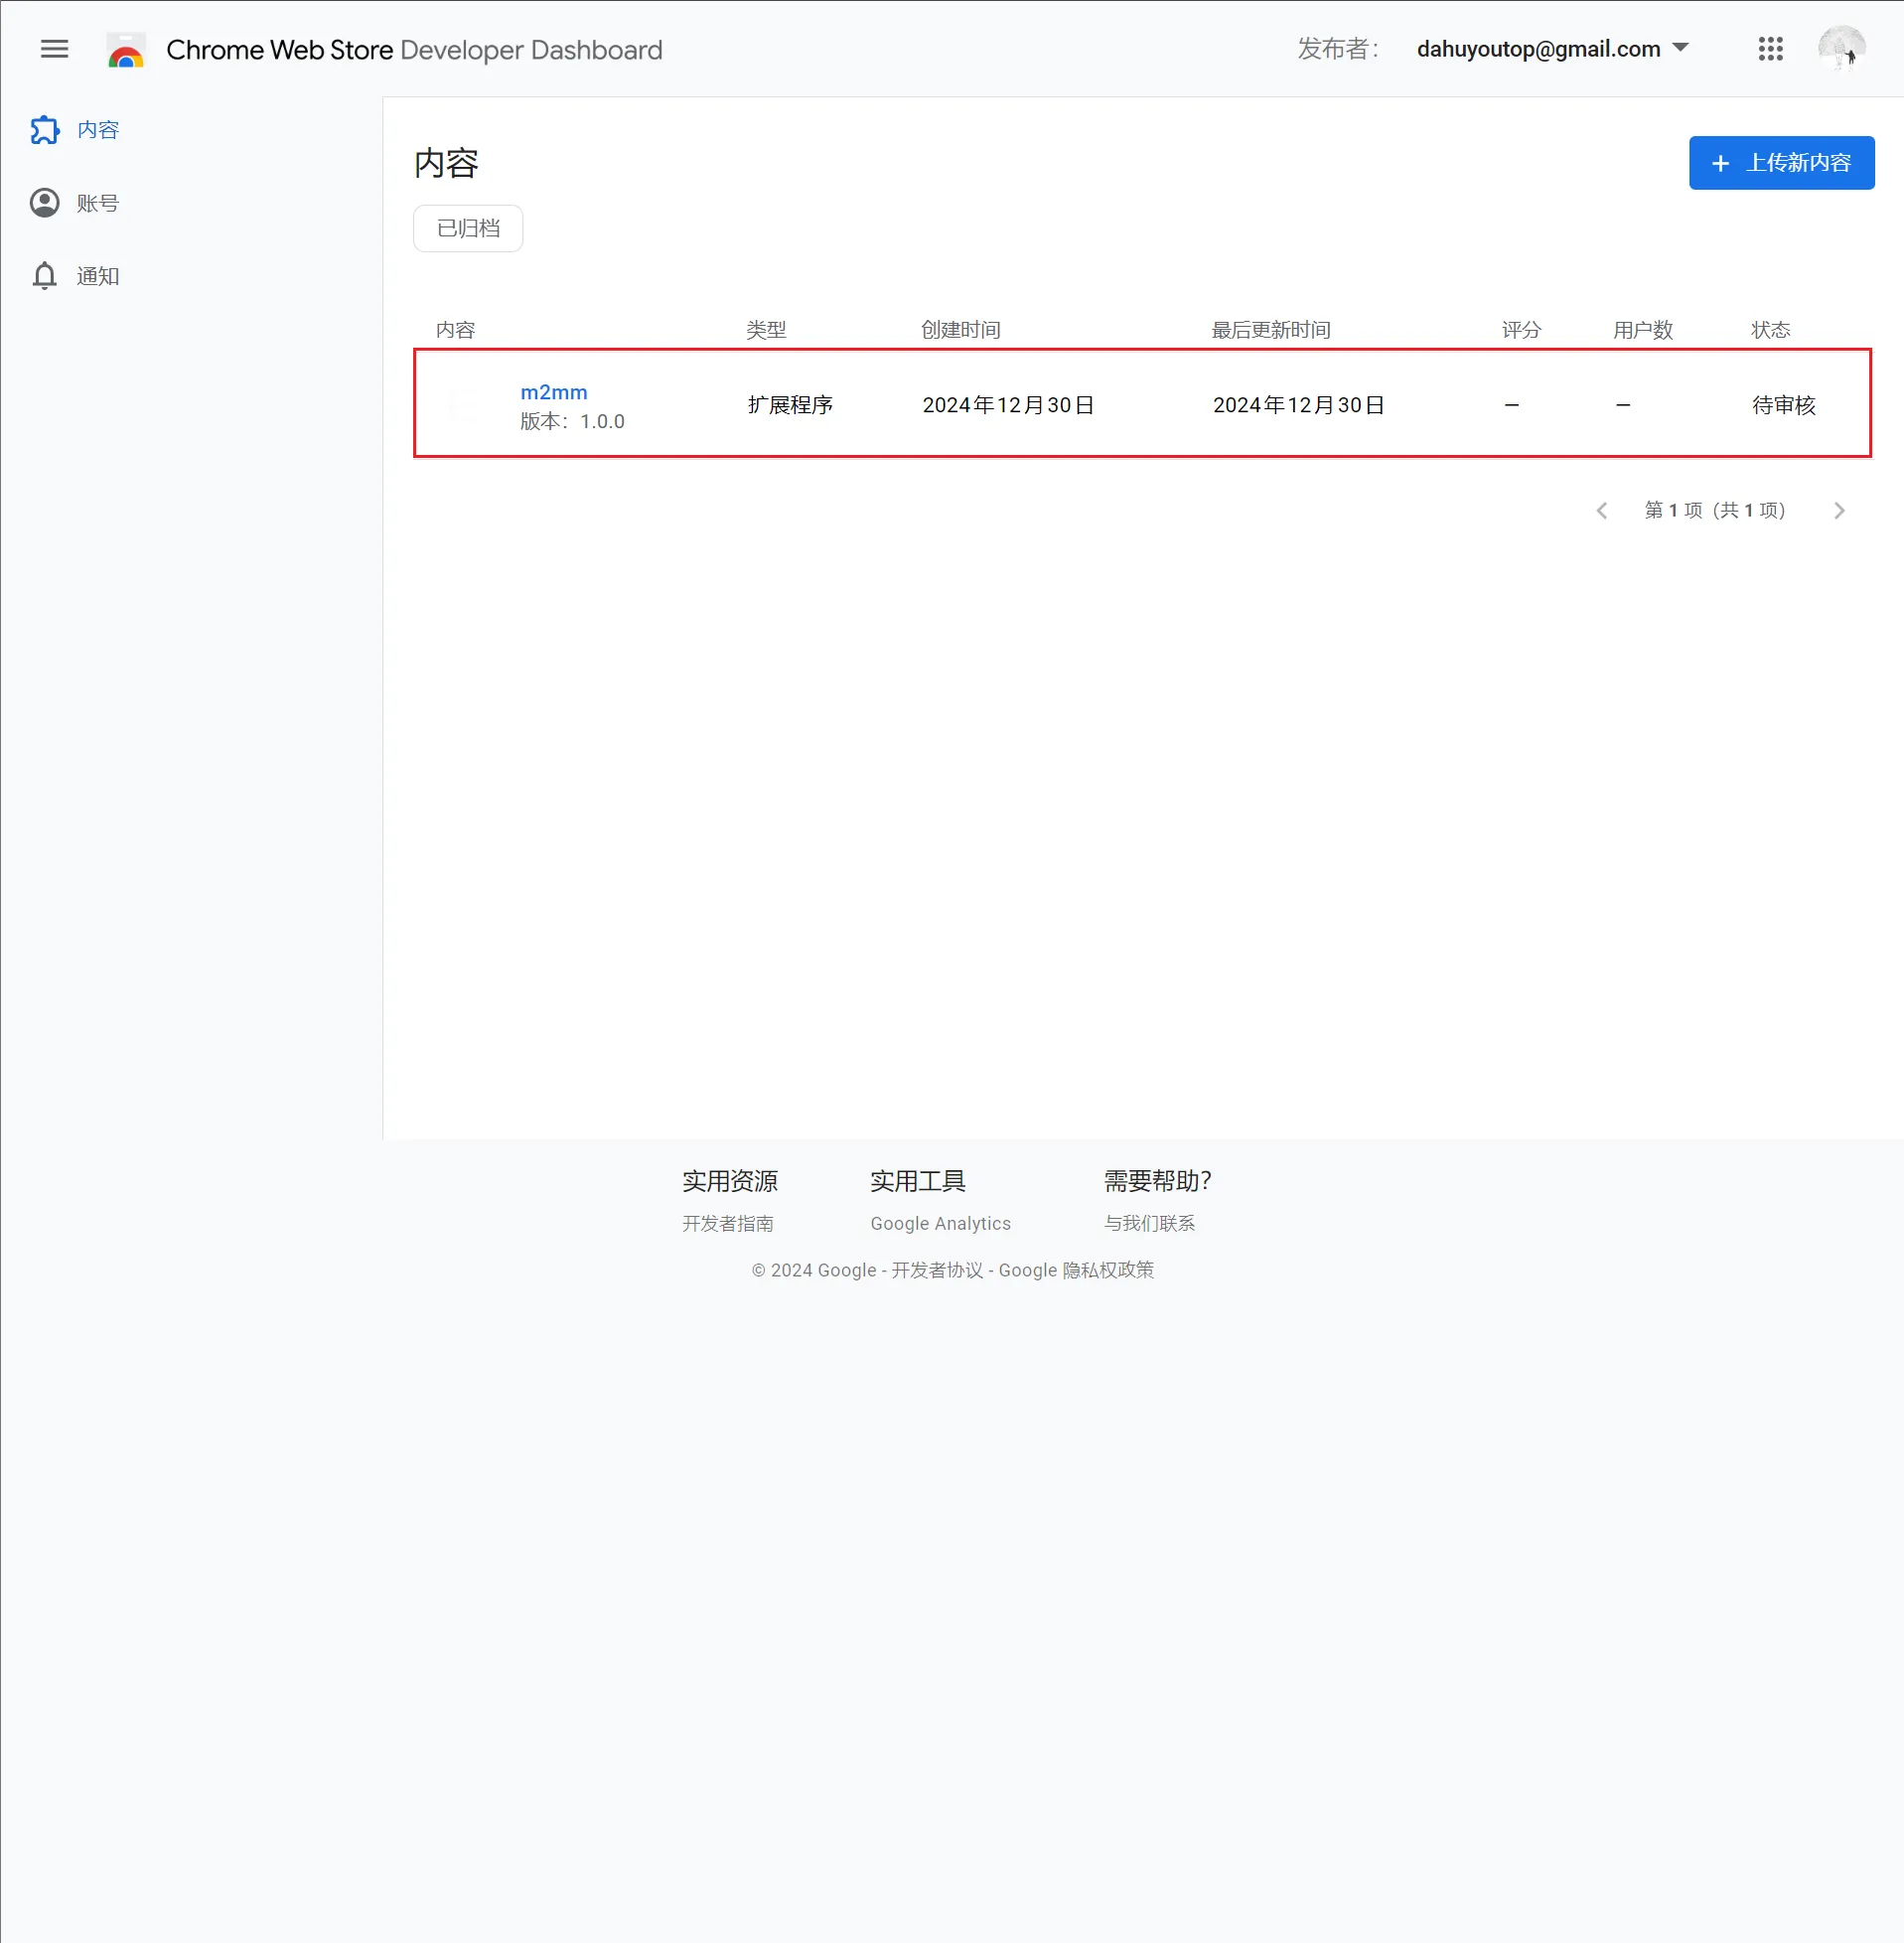 Chrome Web Store Developer Dashboard
发布者： dahuyoutop@gmail.com
内容
账号
通知
内容
上传新内容
已归档
内容 类型 创建时间 最后更新时间 评分 用户数 状态
m2mm
版本：1.0.0
扩展程序 2024年12月30日 2024年12月30日 – – 待审核
第 1 项（共 1 项）
实用资源 实用工具 需要帮助？
开发者指南 Google Analytics 与我们联系
© 2024 Google - 开发者协议 - Google 隐私权政策